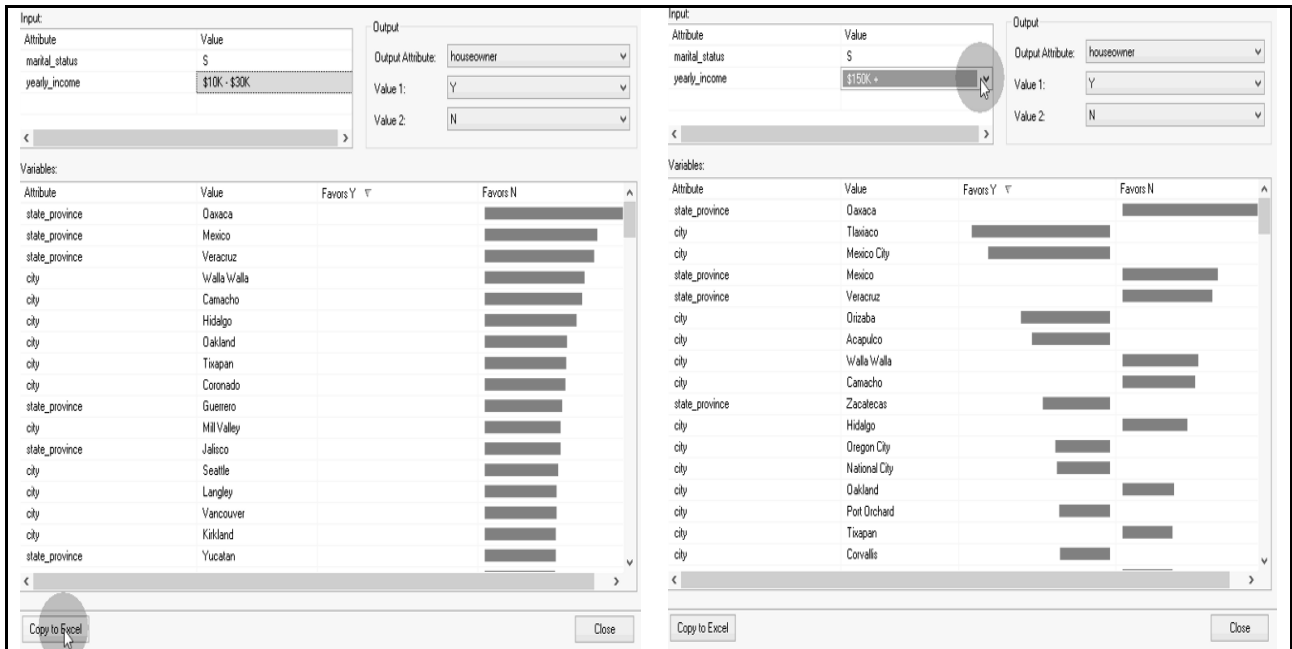 Input:
Attribute Value
marital_status S
yearly_income $10K - $30K
Output
Output Attribute: houseowner
Value 1: Y
Value 2: N
Variables:
Attribute Value Favors Y Favors N
state_province Oaxaca
state_province Mexico
state_province Veracruz
city Walla Walla
city Camacho
city Hidalgo
city Oakland
city Tixapan
city Coronado
state_province Guerrero
city Mill Valley
state_province Jalisco
city Seattle
city Langley
city Vancouver
city Kirkland
state_province Yucatan
Copy to Excel Close
Input:
Attribute Value
marital_status S
yearly_income $150K +
Output
Output Attribute: houseowner
Value 1: Y
Value 2: N
Variables:
Attribute Value Favors Y Favors N
state_province Oaxaca
city Tlaxiaco
city Mexico City
state_province Mexico
state_province Veracruz
city Orizaba
city Acapulco
city Walla Walla
city Camacho
state_province Zacatecas
city Hidalgo
city Oregon City
city National City
city Oakland
city Port Orchard
city Tixapan
city Corvallis
Copy to Excel Close